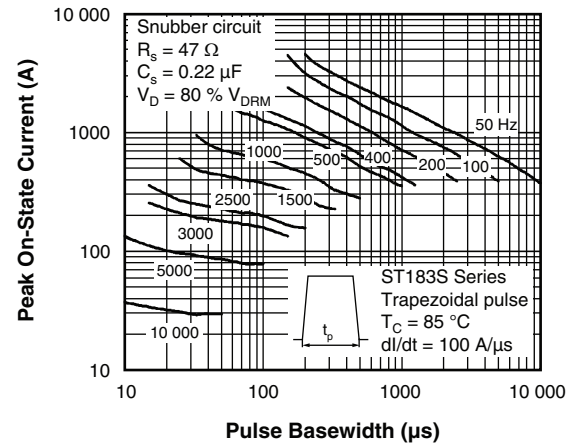 10 000
Snubber circuit
Rs = 47 Ω
Cs = 0.22 µF
VD = 80 % VDRM
1000
100
10
Peak On-State Current (A)
50 Hz
100
200
400
500
1000
1500
2500
3000
5000
10 000
ST183S Series
Trapezoidal pulse
TC = 85 °C
dI/dt = 100 A/µs
tp
10
100
1000
10 000
Pulse Basewidth (µs)